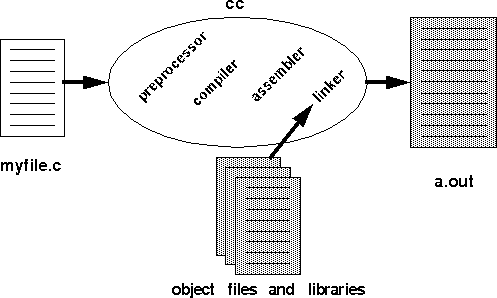 cc
preprocessor
compiler
assembler
linker
myfile.c
a.out
object files and libraries